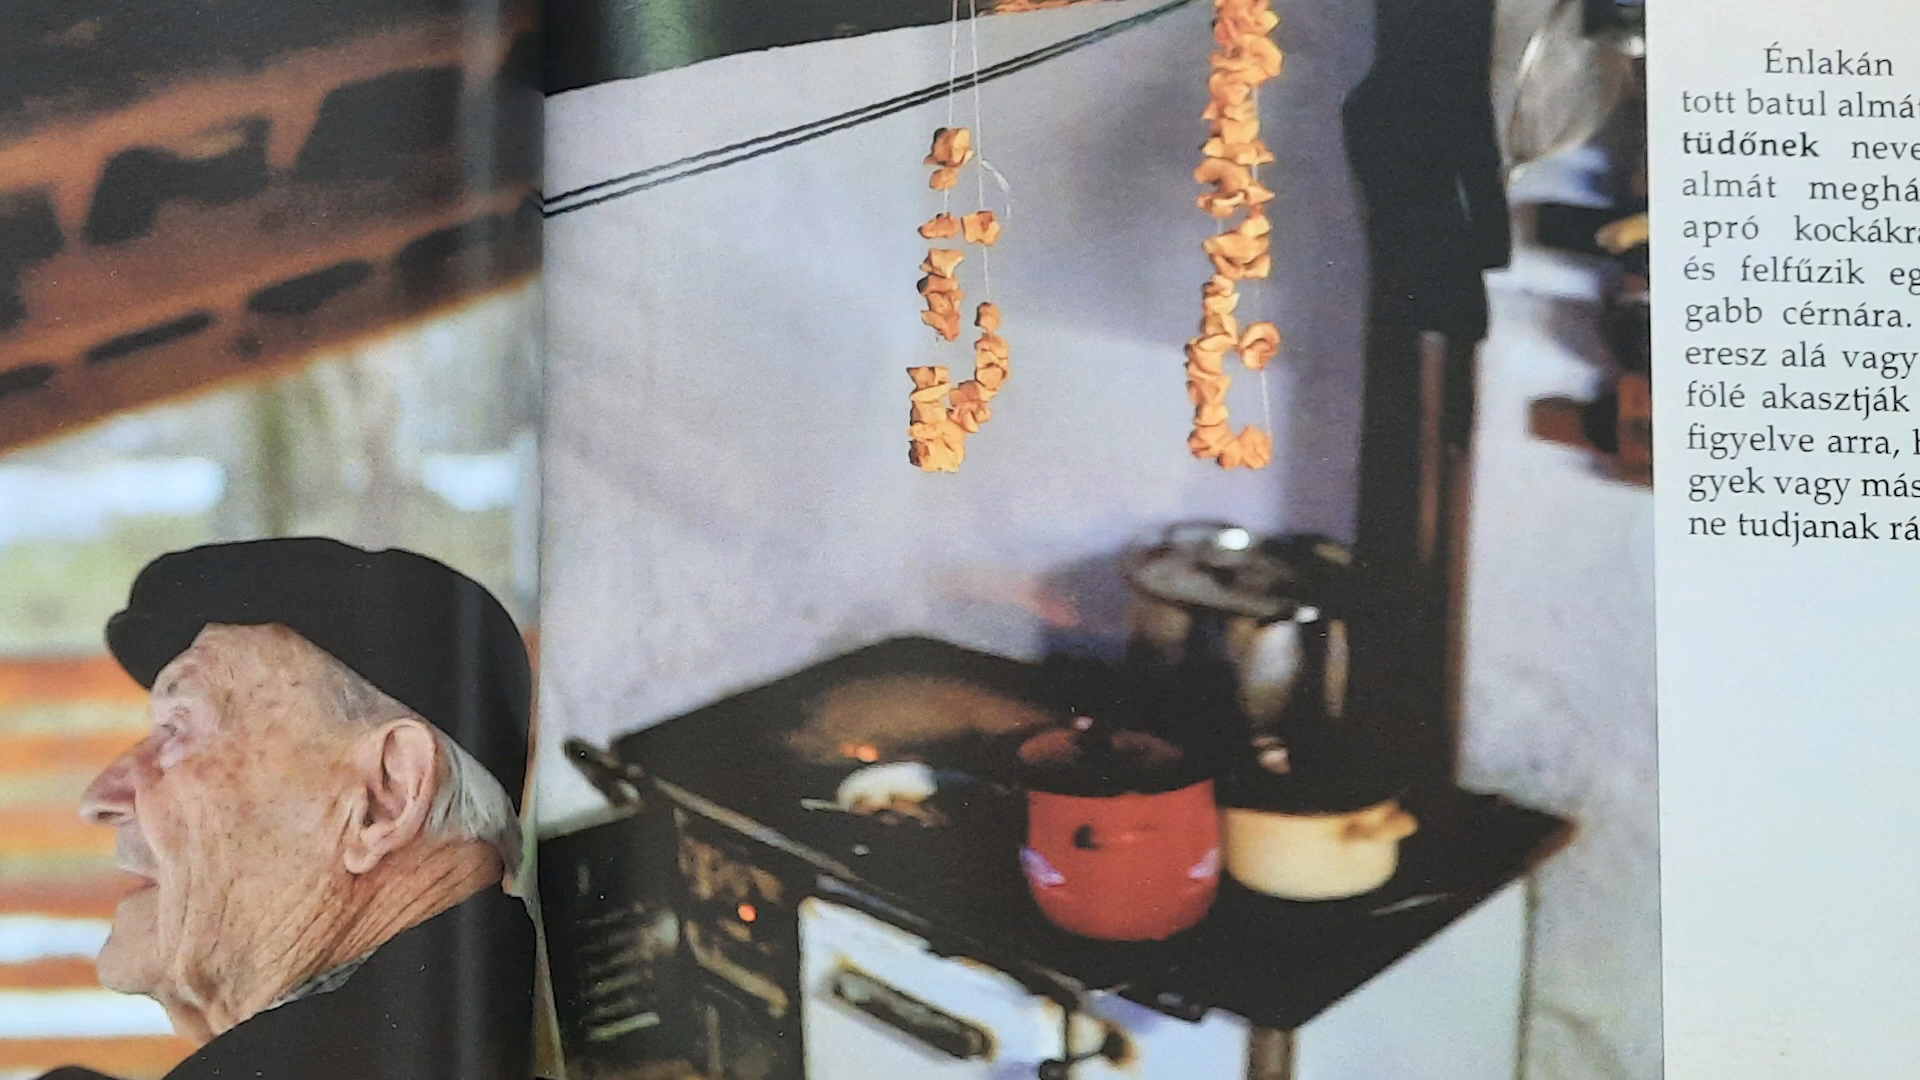 Énlakán
tott batul almá
tüdőnek neve
almát meghá
apró kockákra
és felfűzik eg
gabb cérnára.
eresz alá vagy
fölé akasztják
figyelve arra, h
gyek vagy más
ne tudjanak rá